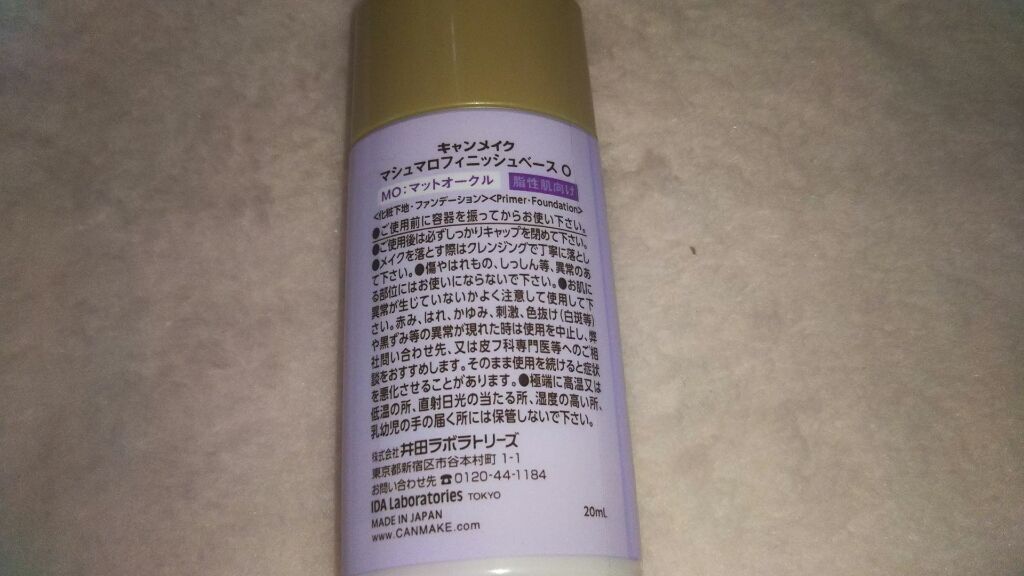 キャンメイク
マシュマロフィニッシュベース O
MO：マットオークル 脂性肌向け
<化粧下地・ファンデーション><Primer・Foundation>
●ご使用前に容器を振ってからお使い下さい。
●ご使用後は必ずしっかりキャップを閉めて下さい。
●メイクを落とす際はクレンジングで丁寧に落とし
て下さい。●傷やはれもの、しっしん等、異常のあ
る部位にはお使いにならないで下さい。●お肌に
異常が生じていないかよく注意して使用して下
さい。赤み、はれ、かゆみ、刺激、色抜け(白斑等)
や黒ずみ等の異常が現れた時は使用を中止し、弊
社問い合わせ先、又は皮フ科専門医等へのご相
談をおすすめします。そのまま使用を続けると症状
を悪化させることがあります。●極端に高温又は
低温の所、直射日光の当たる所、湿度の高い所、
乳幼児の手の届く所には保管しないで下さい。
株式会社 井田ラボラトリーズ
東京都新宿区市谷本村町 1-1
お問い合わせ先 ☎0120-44-1184
IDA Laboratories TOKYO
MADE IN JAPAN 20mL
www.CANMAKE.com